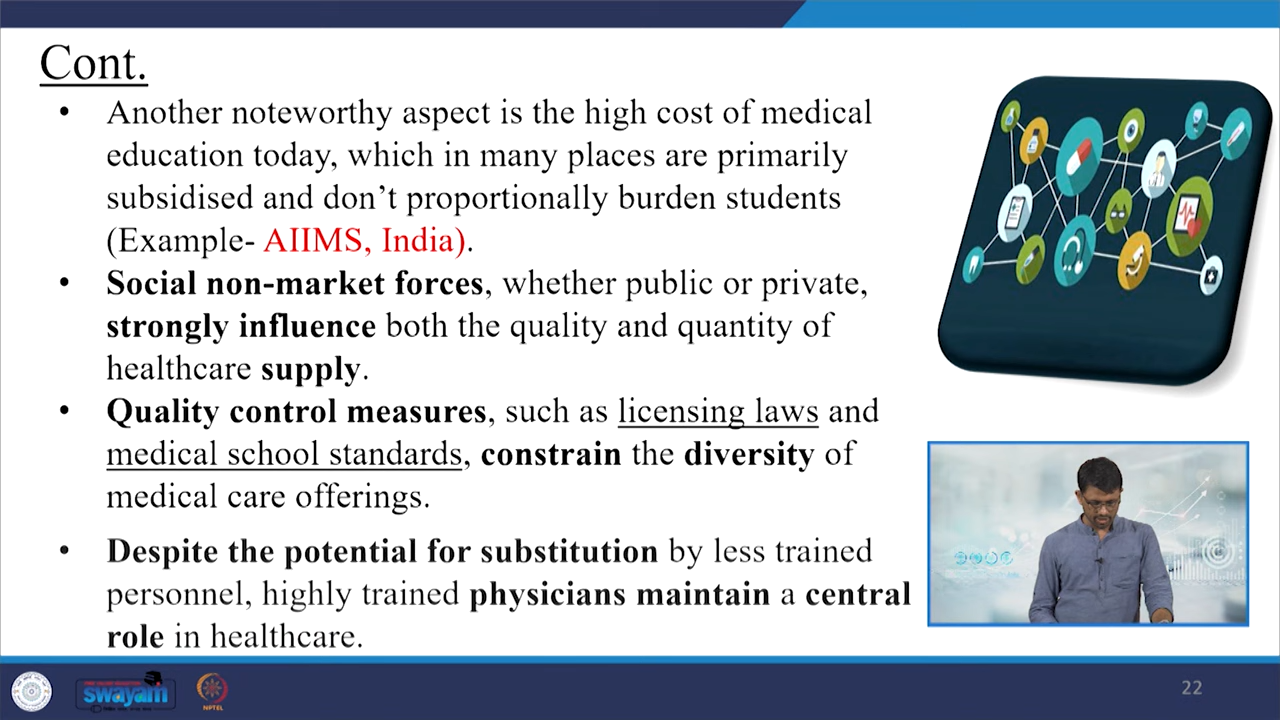 Cont.
• Another noteworthy aspect is the high cost of medical
education today, which in many places are primarily
subsidised and don’t proportionally burden students
(Example- AIIMS, India).
• Social non-market forces, whether public or private,
strongly influence both the quality and quantity of
healthcare supply.
• Quality control measures, such as licensing laws and
medical school standards, constrain the diversity of
medical care offerings.
• Despite the potential for substitution by less trained
personnel, highly trained physicians maintain a central
role in healthcare.
swayam
NPTEL
22